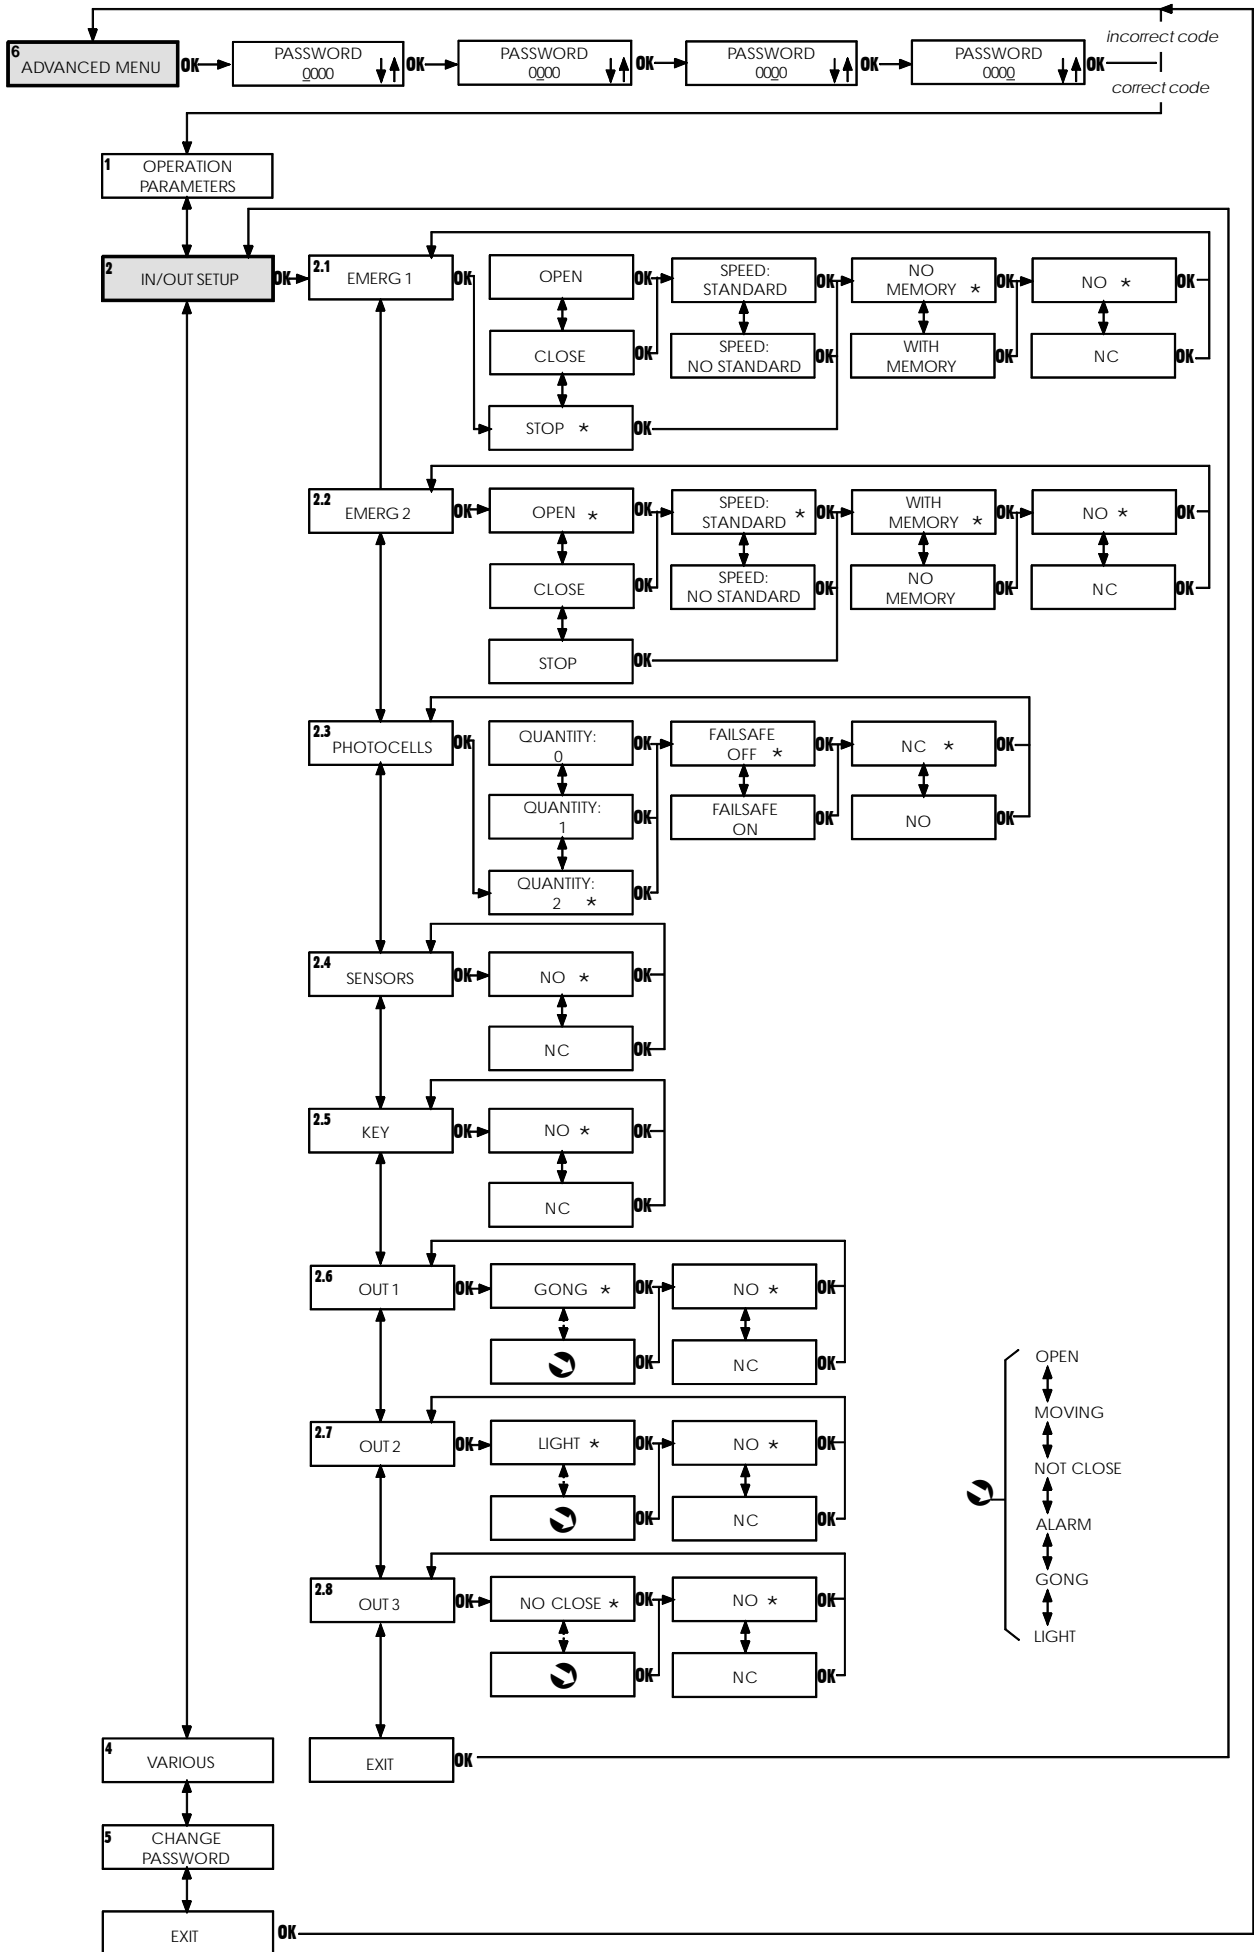 incorrect code
6
ADVANCED MENU
OK
PASSWORD
0000
OK
PASSWORD
0000
OK
PASSWORD
0000
OK
PASSWORD
0000
OK
correct code
1
OPERATION
PARAMETERS
2
IN/OUT SETUP
OK
2.1
EMERG 1
OK
OPEN
OK
SPEED:
STANDARD
OK
NO
MEMORY *
OK
NO *
OK
CLOSE
OK
SPEED:
NO STANDARD
OK
WITH
MEMORY
OK
NC
OK
STOP *
OK
2.2
EMERG 2
OK
OPEN *
OK
SPEED:
STANDARD *
OK
WITH
MEMORY *
OK
NO *
OK
CLOSE
OK
SPEED:
NO STANDARD
OK
NO
MEMORY
OK
NC
OK
STOP
OK
2.3
PHOTOCELLS
OK
QUANTITY:
0
OK
FAILSAFE
OFF *
OK
NC *
OK
QUANTITY:
1
OK
FAILSAFE
ON
OK
NO
OK
QUANTITY:
2 *
OK
2.4
SENSORS
OK
NO *
OK
NC
OK
2.5
KEY
OK
NO *
OK
NC
OK
2.6
OUT 1
OK
GONG *
OK
NO *
OK
OK
NC
OK
2.7
OUT 2
OK
LIGHT *
OK
NO *
OK
OK
NC
OK
2.8
OUT 3
OK
NO CLOSE *
OK
NO *
OK
OK
NC
OK
OPEN
MOVING
NOT CLOSE
ALARM
GONG
LIGHT
4
VARIOUS
EXIT
OK
5
CHANGE
PASSWORD
EXIT
OK